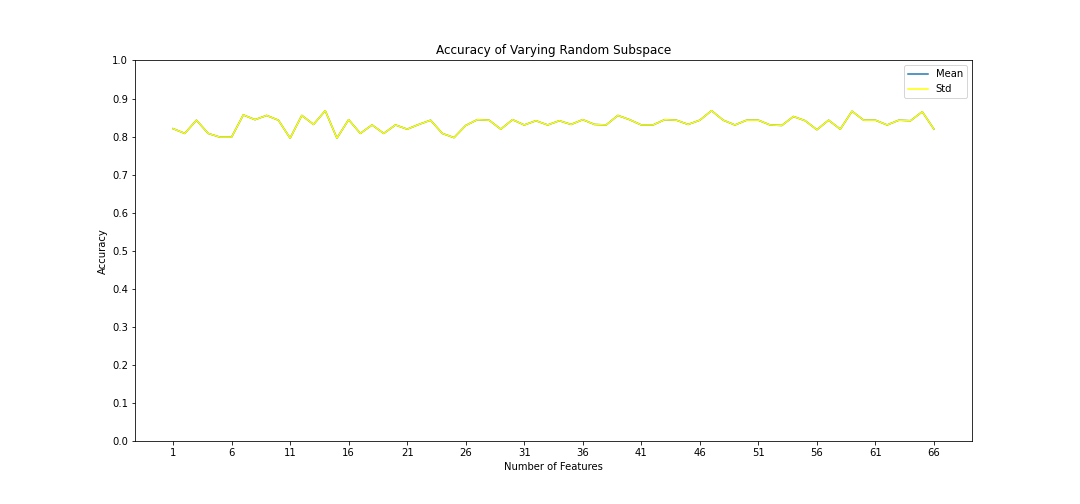 Accuracy of Varying Random Subspace
Mean
Std
1.0
0.9
0.8
0.7
0.6
0.5
0.4
0.3
0.2
0.1
0.0
Accuracy
1 6 11 16 21 26 31 36 41 46 51 56 61 66
Number of Features